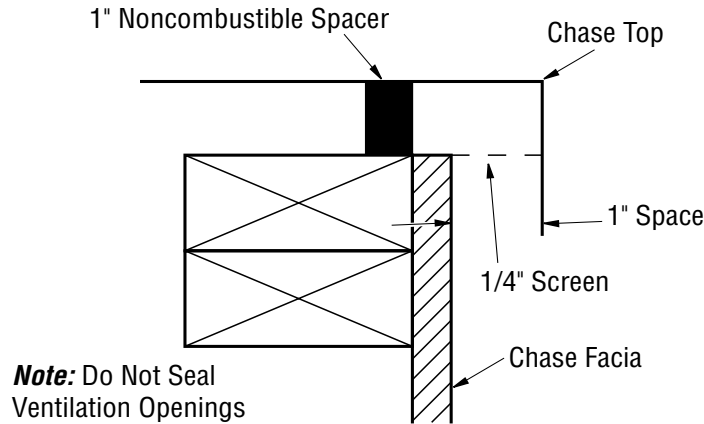 1" Noncombustible Spacer
Chase Top
1" Space
1/4" Screen
Chase Facia
Note: Do Not Seal
Ventilation Openings